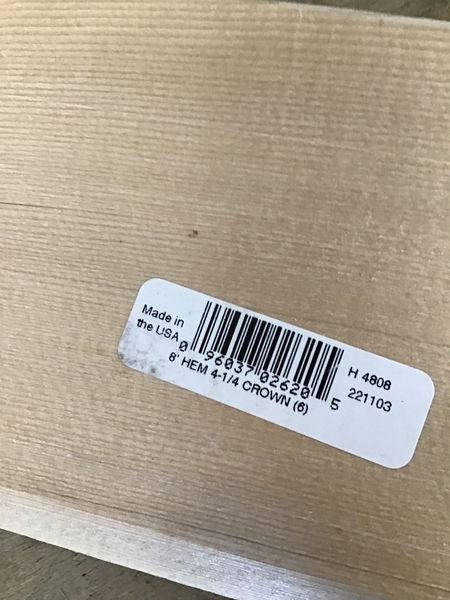 Made in
the USA
0 96037 02620 5
8' HEM 4-1/4 CROWN (6)
H 4808
221103